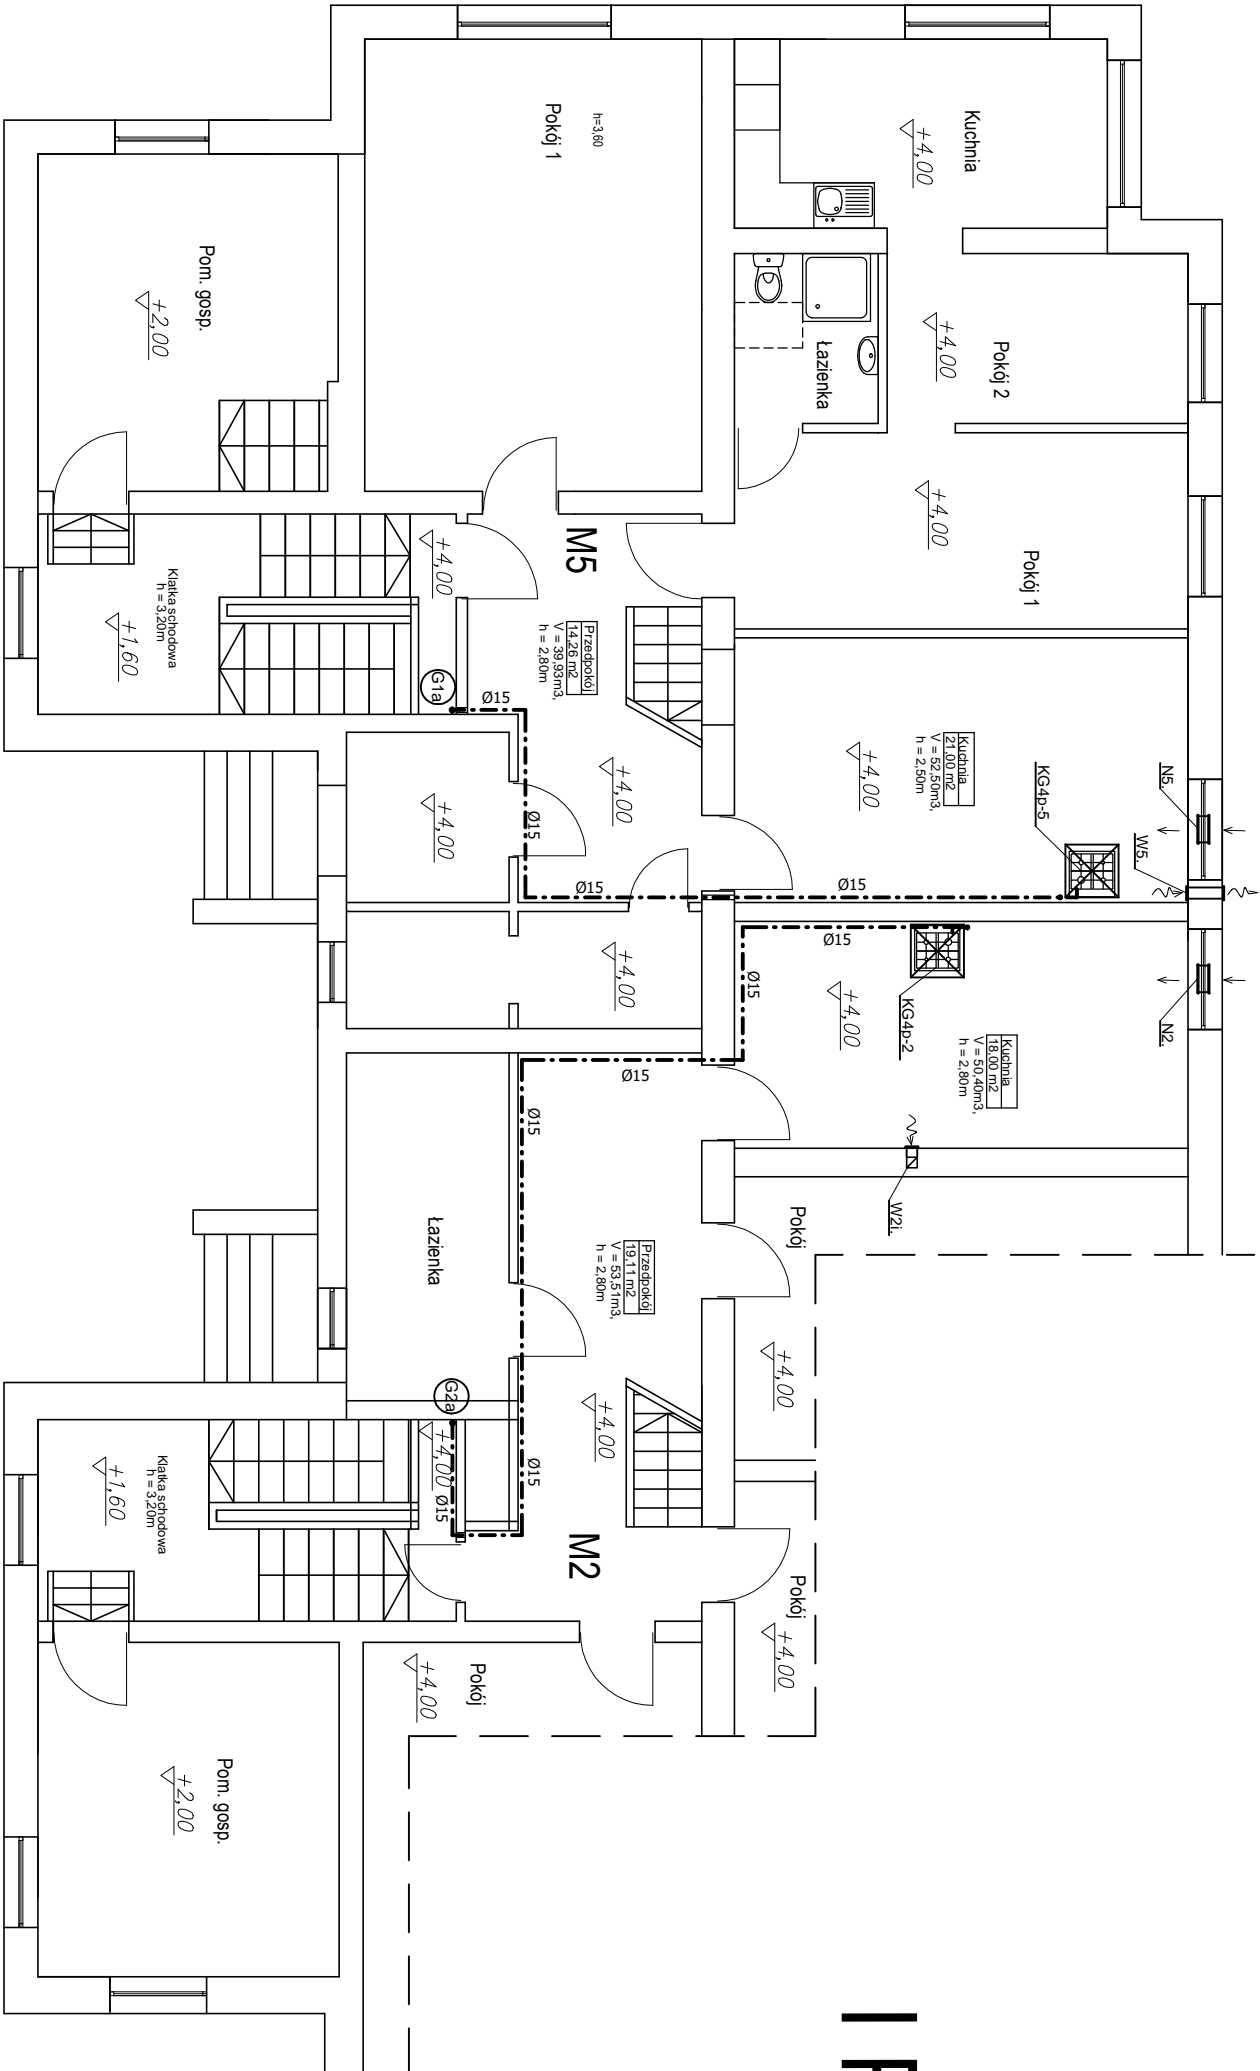 Kuchnia
+4,00
Pokój 2
+4,00
Łazienka
Pokój 1
+4,00
h=3,60
Pokój 1
Pom. gosp.
+2,00
M5
+4,00
Klatka schodowa
h = 3,20m
+1,60
Przedpokój
14,26 m2
V = 39,93m3,
h = 2,80m
G1a
Ø15
+4,00
+4,00
Ø15
Ø15
Ø15
Kuchnia
21,00 m2
V = 52,50m3,
h = 2,50m
+4,00
KG4p-5
N5.
W5.
N2.
+4,00
Ø15
Ø15
KG4p-2
+4,00
Kuchnia
18,00 m2
V = 50,40m3,
h = 2,80m
W2i.
Ø15
Ø15
Łazienka
Przedpokój
19,11 m2
V = 53,51m3,
h = 2,80m
Pokój
+4,00
+4,00
G2a
+4,00
Ø15
Ø15
Klatka schodowa
h = 3,20m
+1,60
M2
Pokój
+4,00
Pokój
+4,00
Pom. gosp.
+2,00